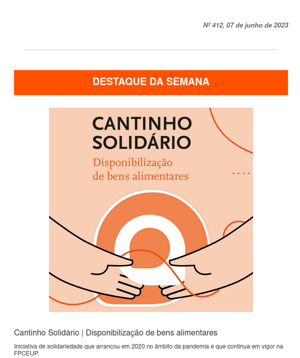 Nº 412, 07 de junho de 2023
DESTAQUE DA SEMANA
CANTINHO
SOLIDÁRIO
Disponibilização
de bens alimentares
Cantinho Solidário | Disponibilização de bens alimentares
Iniciativa de solidariedade que arrancou em 2020 no âmbito da pandemia e que continua em vigor na
FPCEUP.